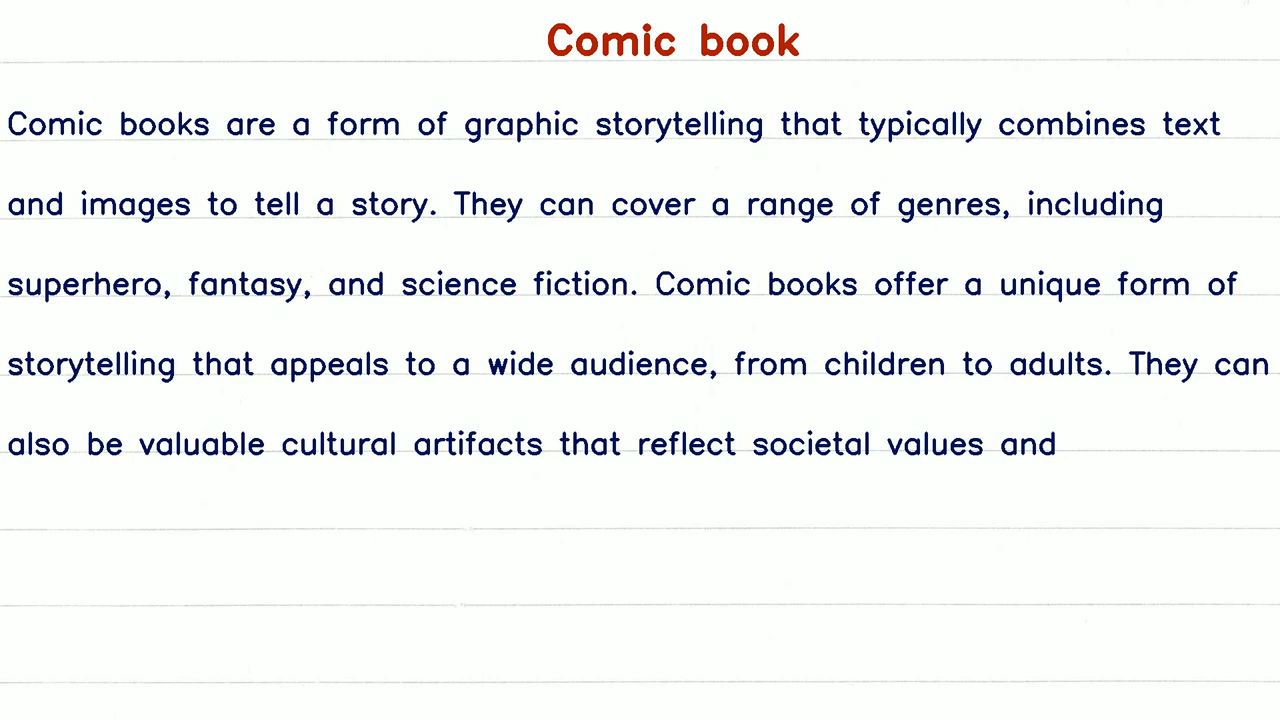 Comic book
Comic books are a form of graphic storytelling that typically combines text
and images to tell a story. They can cover a range of genres, including
superhero, fantasy, and science fiction. Comic books offer a unique form of
storytelling that appeals to a wide audience, from children to adults. They can
also be valuable cultural artifacts that reflect societal values and